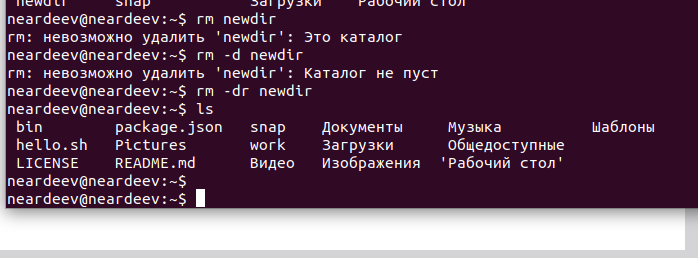 newdir snap Загрузки Рабочий стол
neardeev@neardeev:~$ rm newdir
rm: невозможно удалить 'newdir': Это каталог
neardeev@neardeev:~$ rm -d newdir
rm: невозможно удалить 'newdir': Каталог не пуст
neardeev@neardeev:~$ rm -dr newdir
neardeev@neardeev:~$ ls
bin package.json snap Документы Музыка Шаблоны
hello.sh Pictures work Загрузки Общедоступные
LICENSE README.md Видео Изображения 'Рабочий стол'
neardeev@neardeev:~$
neardeev@neardeev:~$